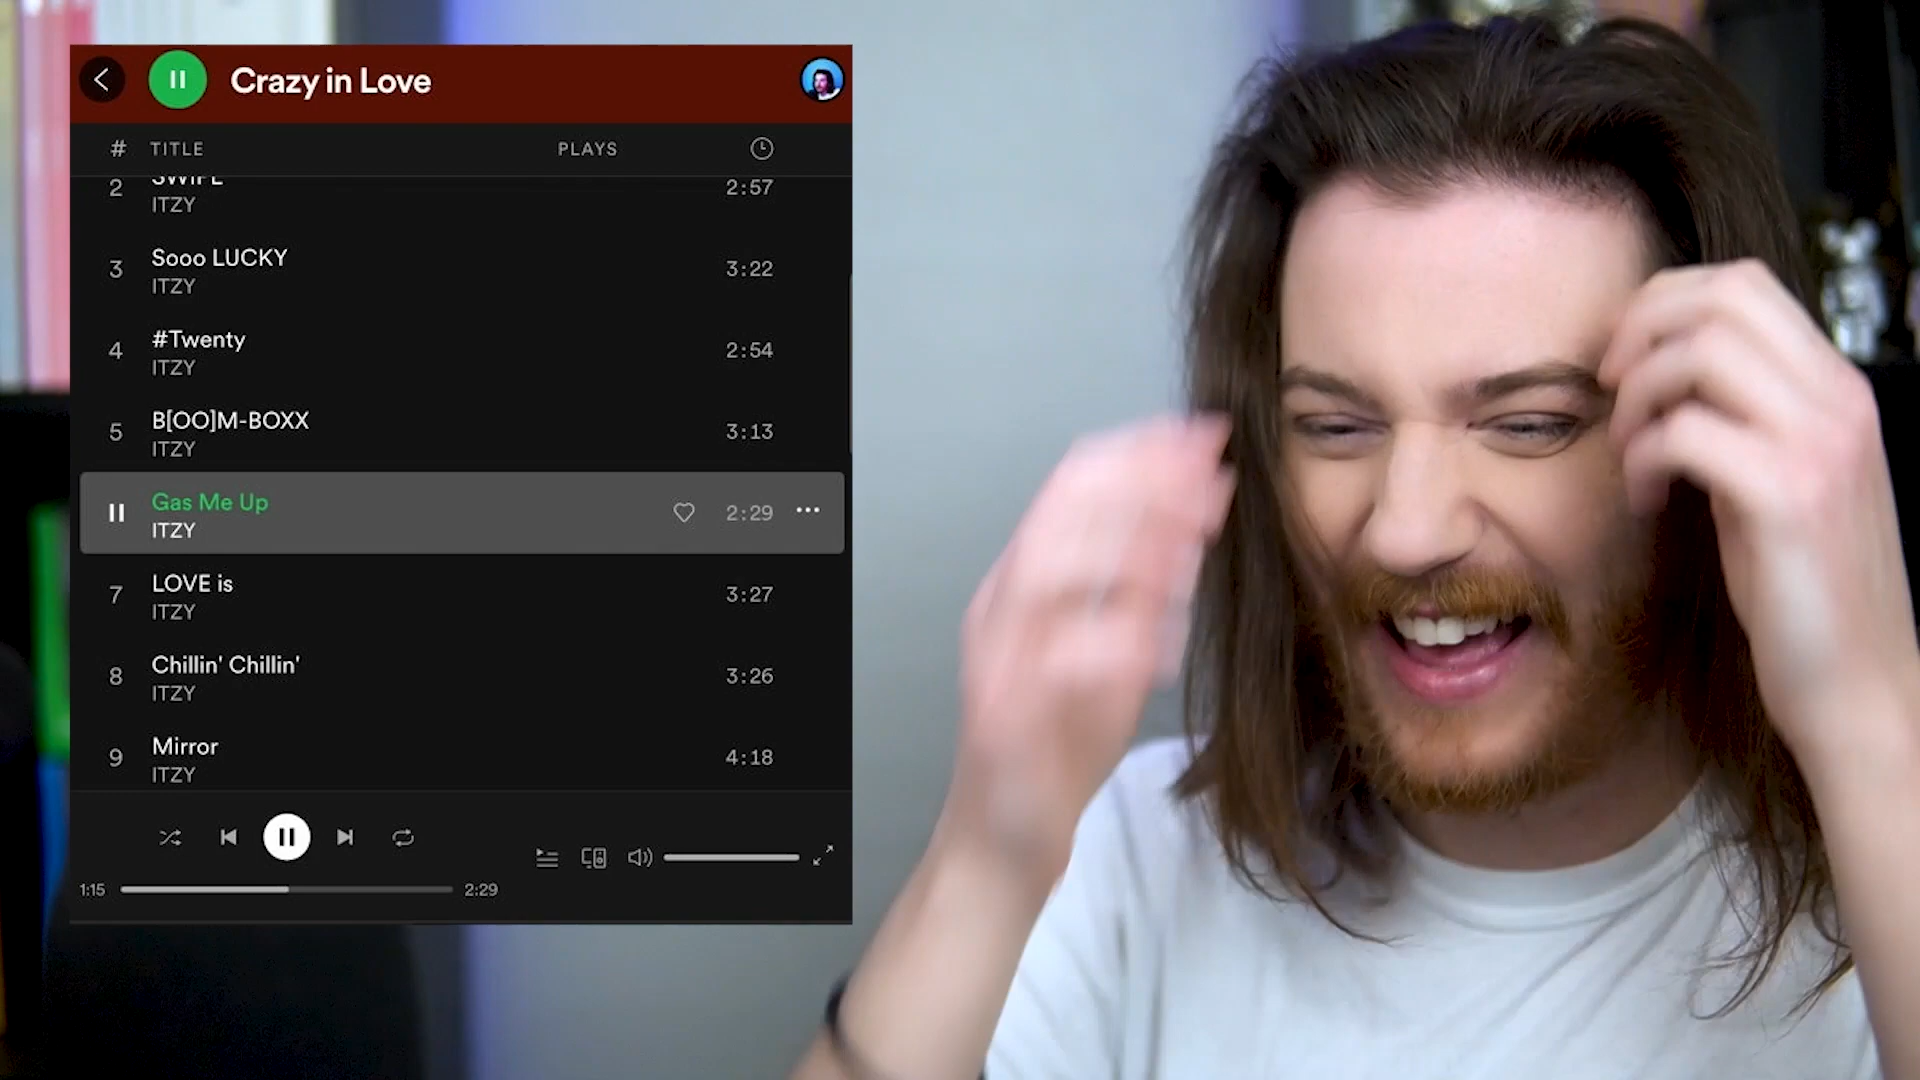 Crazy in Love
# TITLE PLAYS
2 SWIPE 2:57
ITZY
3 Sooo LUCKY 3:22
ITZY
4 #Twenty 2:54
ITZY
5 B[OO]M-BOXX 3:13
ITZY
Gas Me Up 2:29
ITZY
7 LOVE is 3:27
ITZY
8 Chillin' Chillin' 3:26
ITZY
9 Mirror 4:18
ITZY
1:15 2:29